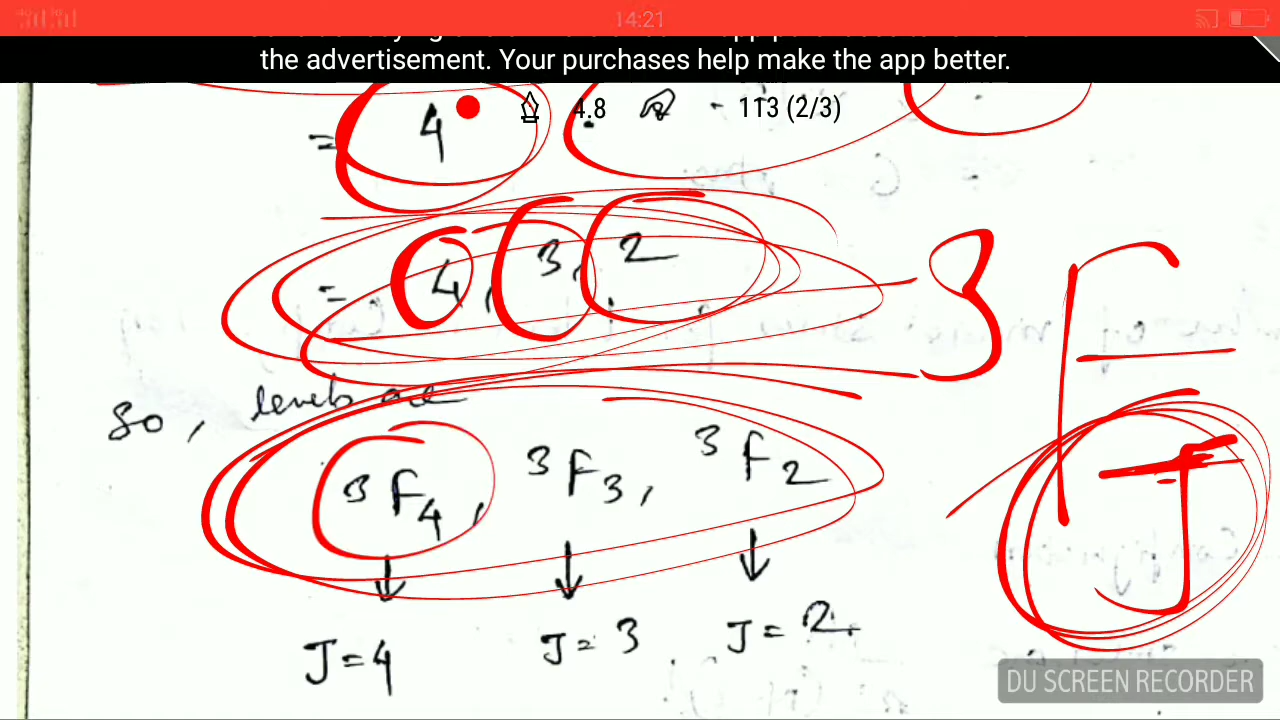 14:21
the advertisement. Your purchases help make the app better.
4.8 - 113 (2/3)
= 4
= 4, 3, 2
3 F J
So, levels are
³F₄, ³F₃, ³F₂
J=4 J=3 J=2
DU SCREEN RECORDER